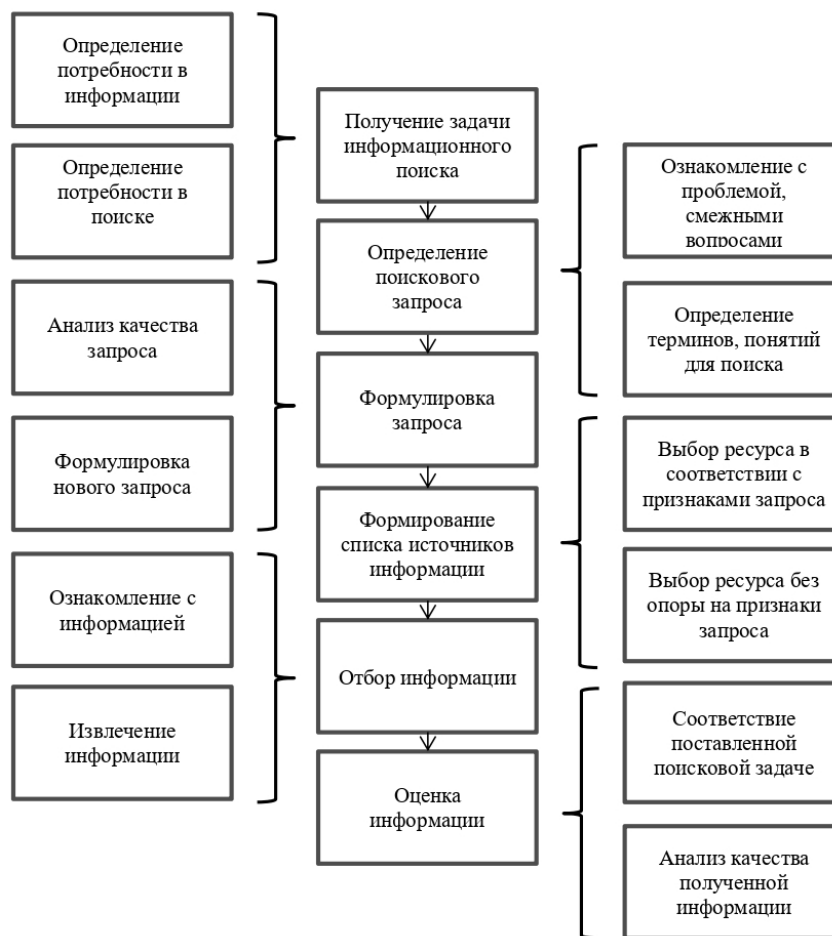 Определение
потребности в
информации
Определение
потребности в
поиске
Анализ качества
запроса
Формулировка
нового запроса
Ознакомление с
информацией
Извлечение
информации
Получение задачи
информационного
поиска
Определение
поискового
запроса
Формулировка
запроса
Формирование
списка источников
информации
Отбор информации
Оценка
информации
Ознакомление с
проблемой,
смежными
вопросами
Определение
терминов, понятий
для поиска
Выбор ресурса в
соответствии с
признаками запроса
Выбор ресурса без
опоры на признаки
запроса
Соответствие
поставленной
поисковой задаче
Анализ качества
полученной
информации